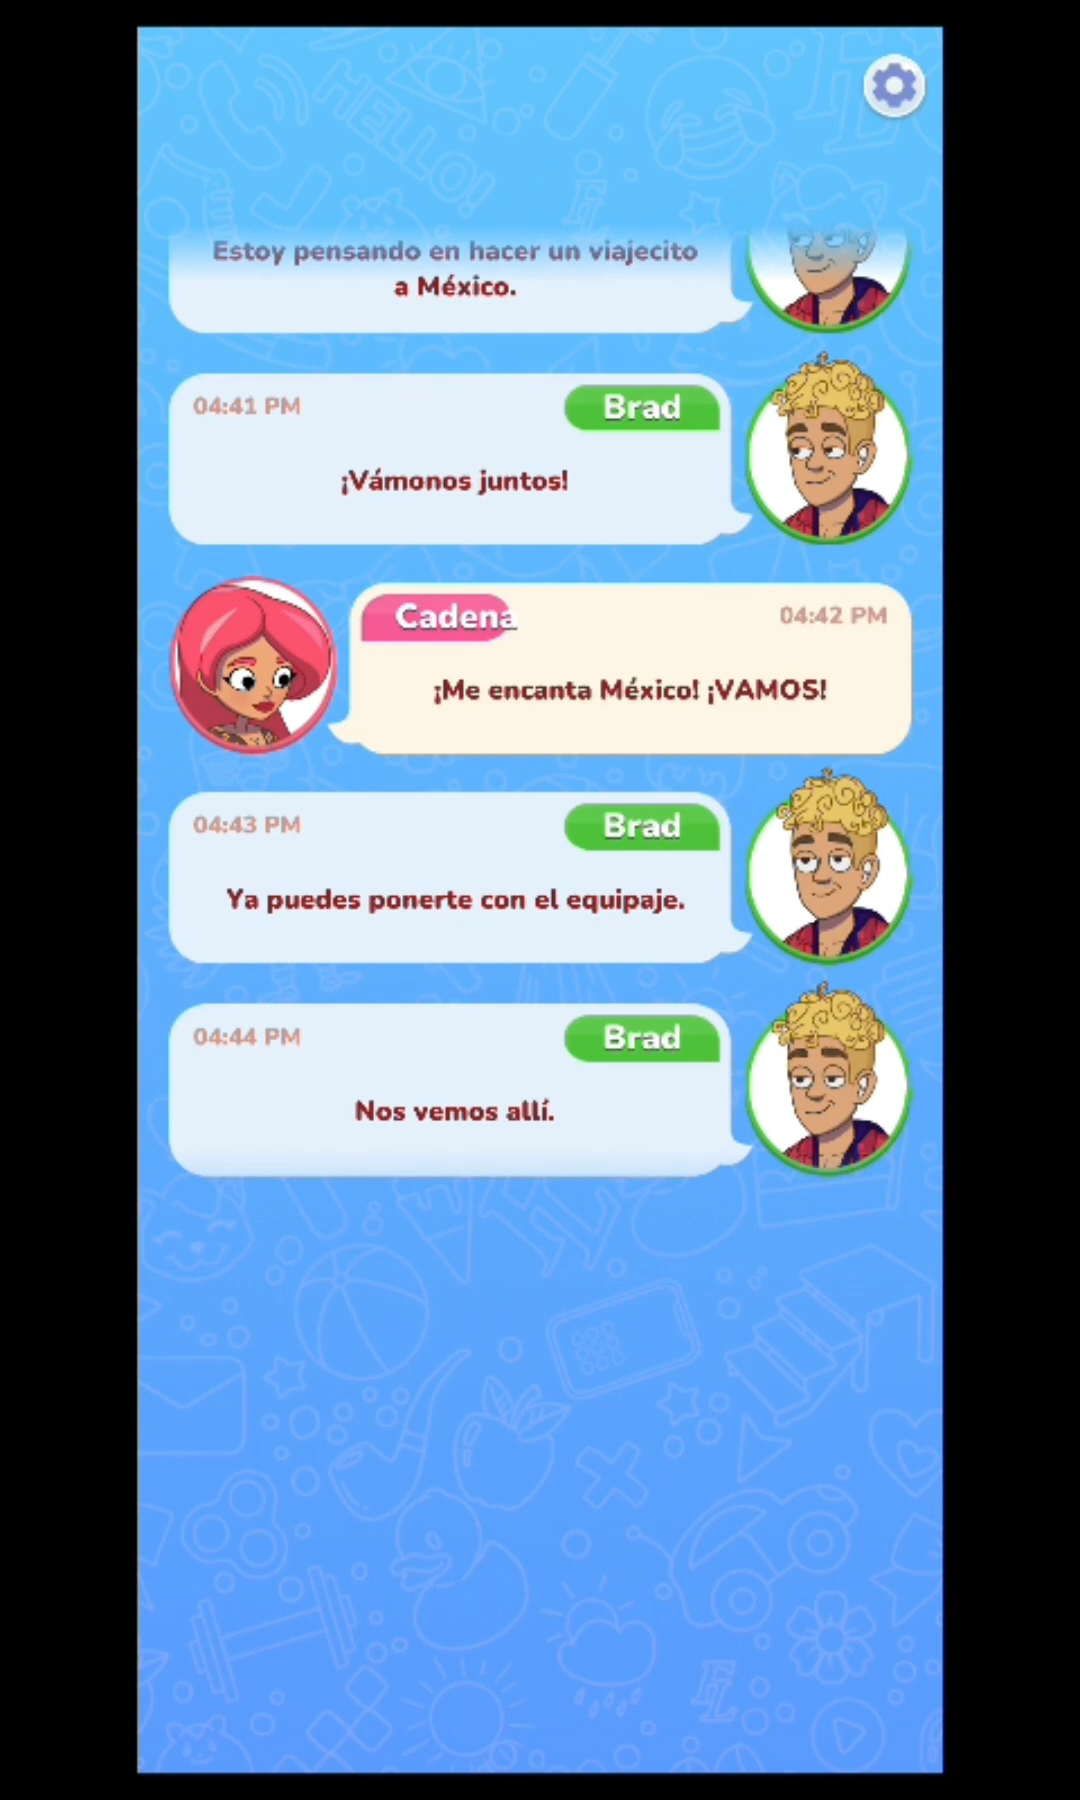 Estoy pensando en hacer un viajecito
a México.
04:41 PM
Brad
¡Vámonos juntos!
Cadena
04:42 PM
¡Me encanta México! ¡VAMOS!
04:43 PM
Brad
Ya puedes ponerte con el equipaje.
04:44 PM
Brad
Nos vemos allí.
HELLO!